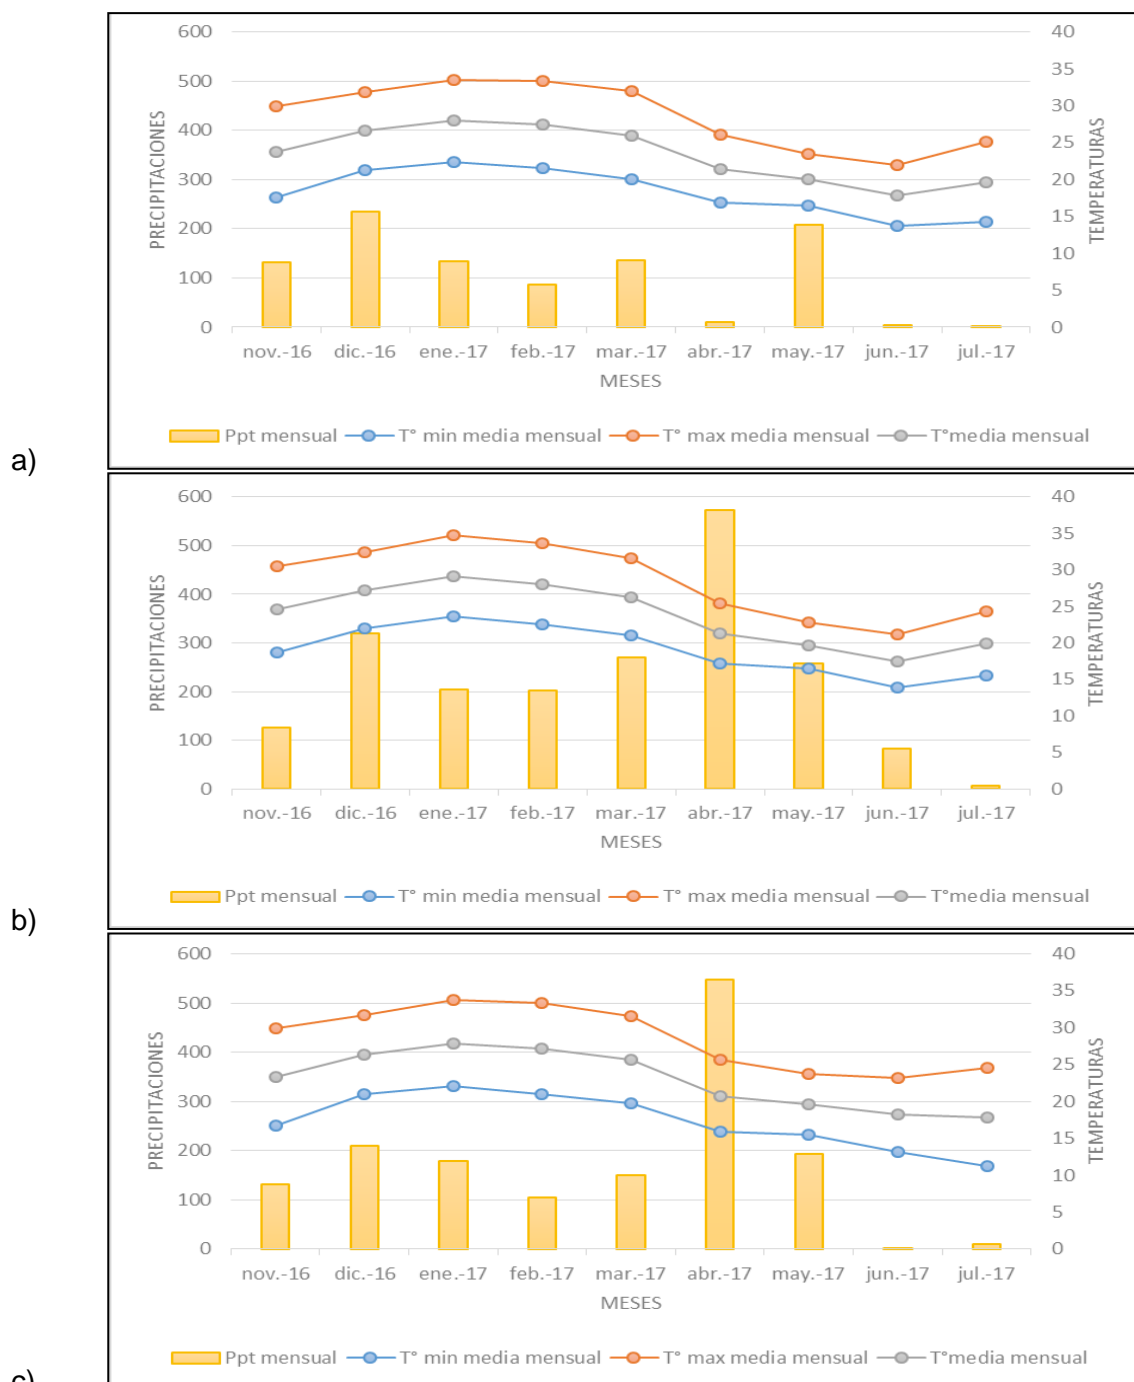 600
500
400
300
200
100
0
PRECIPITACIONES
40
35
30
25
20
15
10
5
0
TEMPERATURAS
nov.-16 dic.-16 ene.-17 feb.-17 mar.-17 abr.-17 may.-17 jun.-17 jul.-17
MESES
Ppt mensual T° min media mensual T° max media mensual T°media mensual
a)
600
500
400
300
200
100
0
PRECIPITACIONES
40
35
30
25
20
15
10
5
0
TEMPERATURAS
nov.-16 dic.-16 ene.-17 feb.-17 mar.-17 abr.-17 may.-17 jun.-17 jul.-17
MESES
Ppt mensual T° min media mensual T° max media mensual T°media mensual
b)
600
500
400
300
200
100
0
PRECIPITACIONES
40
35
30
25
20
15
10
5
0
TEMPERATURAS
nov.-16 dic.-16 ene.-17 feb.-17 mar.-17 abr.-17 may.-17 jun.-17 jul.-17
MESES
Ppt mensual T° min media mensual T° max media mensual T°media mensual
c)